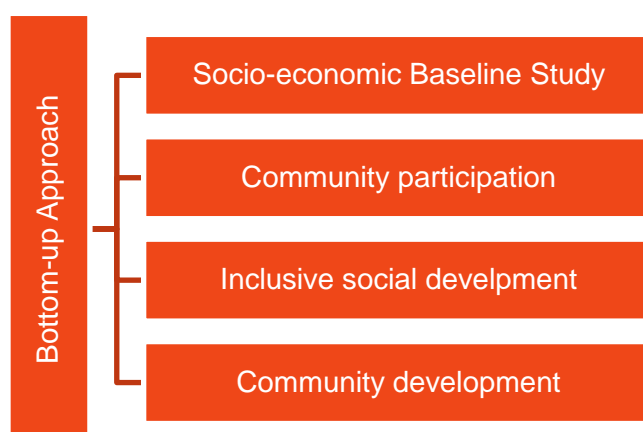 Bottom-up Approach
Socio-economic Baseline Study
Community participation
Inclusive social develpment
Community development